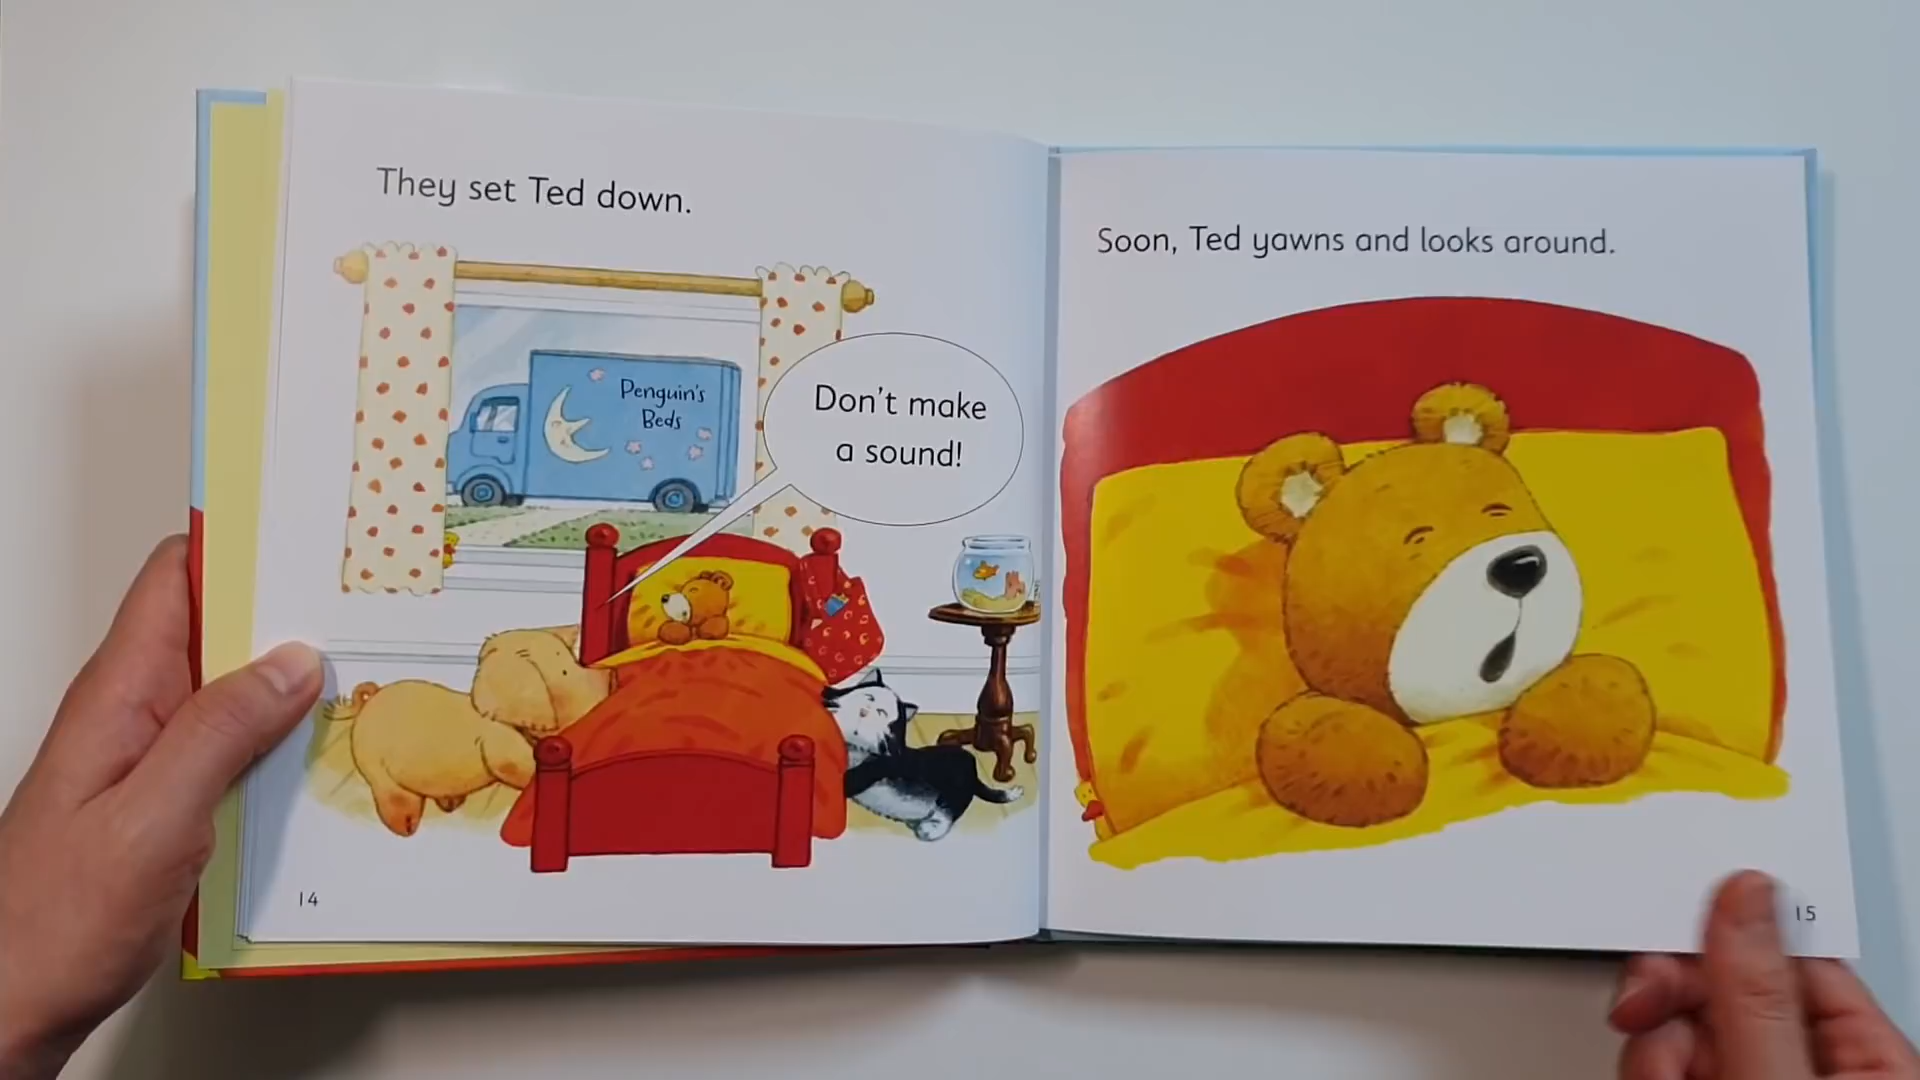 They set Ted down.
Penguin's
Beds
Don't make
a sound!
14
Soon, Ted yawns and looks around.
15